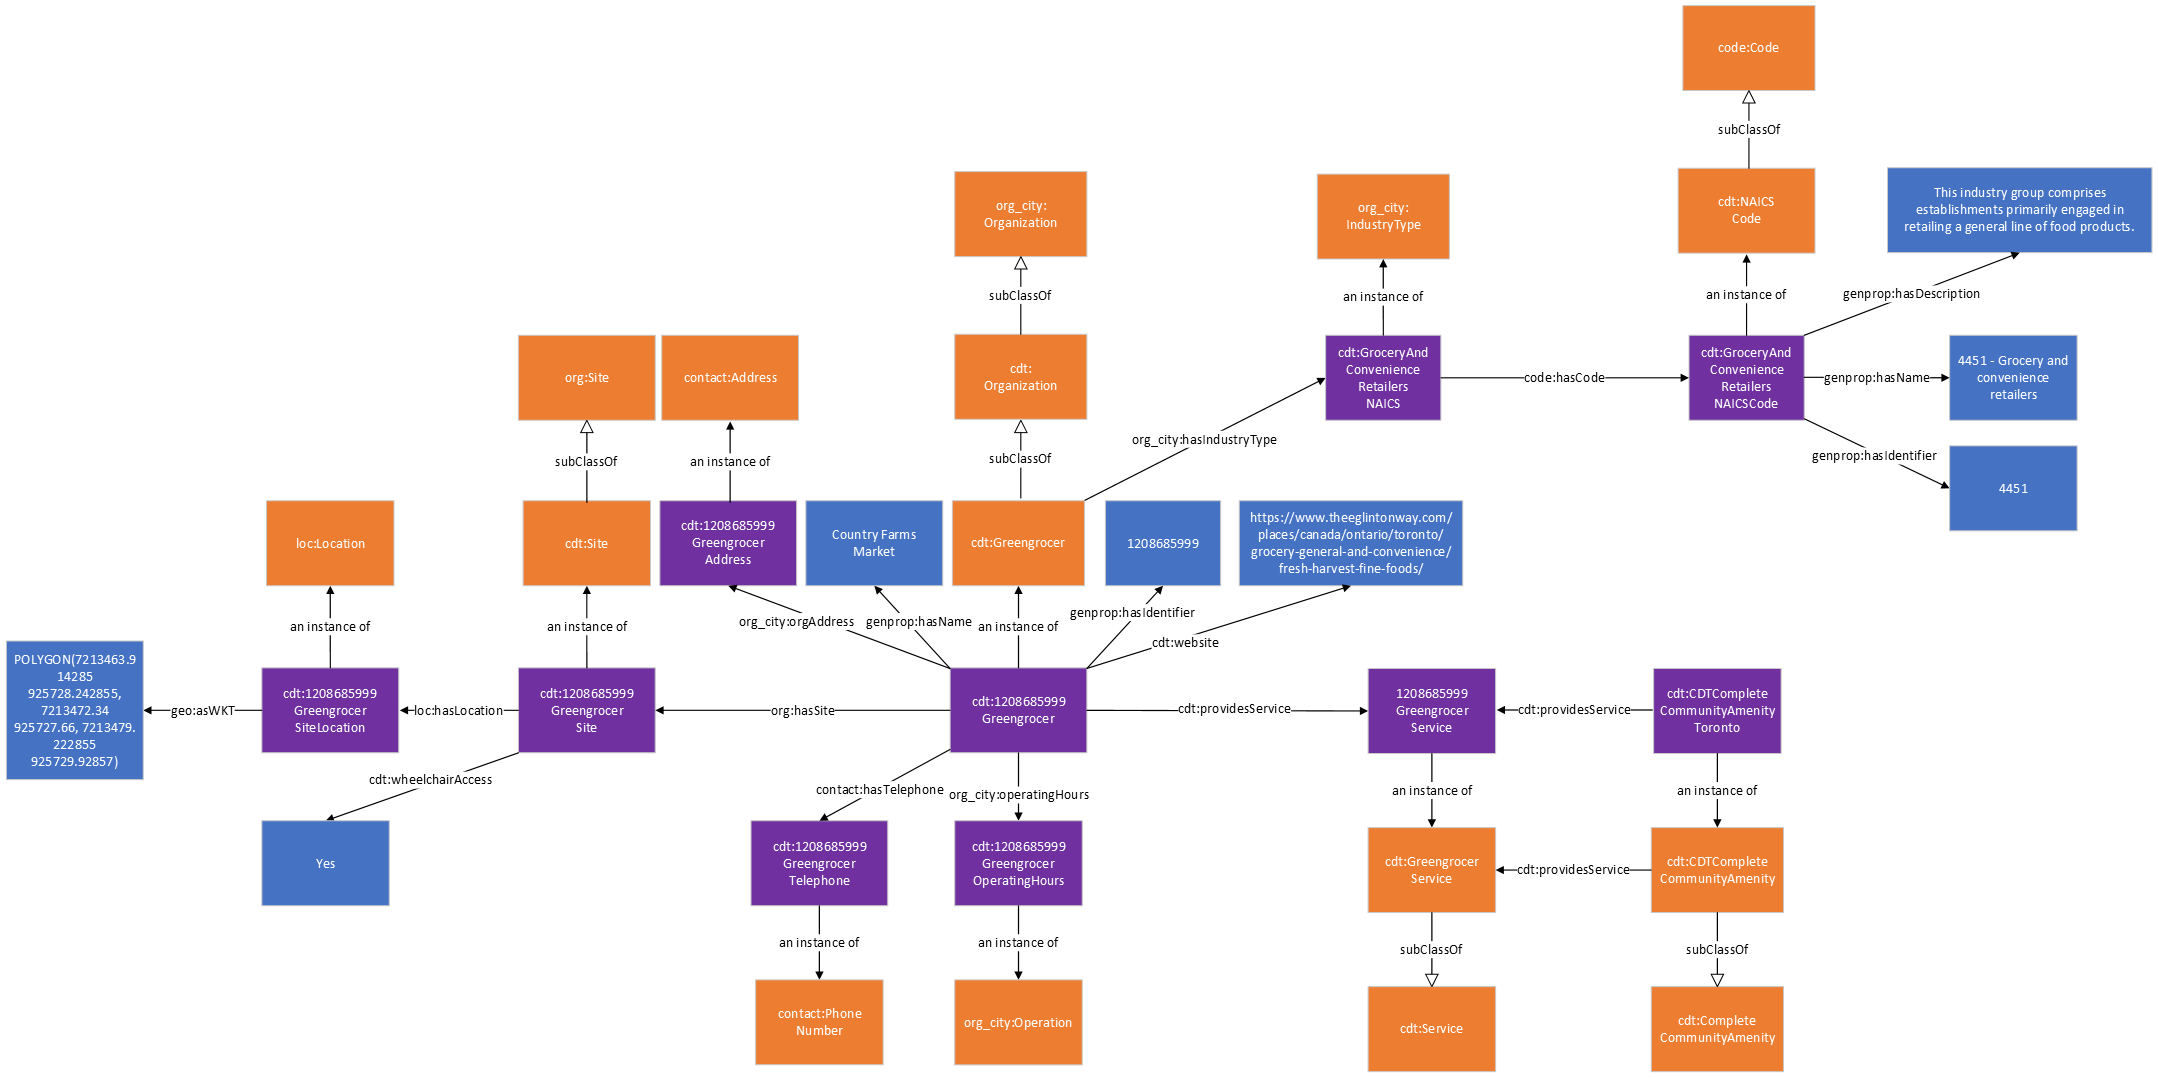 code:Code
subClassOf
org_city:
Organization
org_city:
IndustryType
cdt:NAICS
Code
This industry group comprises
establishments primarily engaged in
retailing a general line of food products.
subClassOf
an instance of
an instance of
genprop:hasDescription
org:Site
contact:Address
cdt:
Organization
cdt:GroceryAnd
Convenience
Retailers
NAICS
code:hasCode
cdt:GroceryAnd
Convenience
Retailers
NAICSCode
genprop:hasName
4451 - Grocery and
convenience
retailers
org_city:hasIndustryType
subClassOf
an instance of
subClassOf
genprop:hasIdentifier
4451
loc:Location
cdt:Site
cdt:1208685999
Greengrocer
Address
Country Farms
Market
cdt:Greengrocer
1208685999
https://www.theeglintonway.com/
places/canada/ontario/toronto/
grocery-general-and-convenience/
fresh-harvest-fine-foods/
an instance of
an instance of
org_city:orgAddress
genprop:hasName
an instance of
genprop:hasIdentifier
cdt:website
POLYGON(7213463.9
14285
925728.242855,
7213472.34
925727.66, 7213479.
222855
925729.92857)
geo:asWKT
cdt:1208685999
Greengrocer
SiteLocation
loc:hasLocation
cdt:1208685999
Greengrocer
Site
org:hasSite
cdt:1208685999
Greengrocer
cdt:providesService
1208685999
Greengrocer
Service
cdt:providesService
cdt:CDTComplete
CommunityAmenity
Toronto
cdt:wheelchairAccess
contact:hasTelephone
org_city:operatingHours
an instance of
an instance of
Yes
cdt:1208685999
Greengrocer
Telephone
cdt:1208685999
Greengrocer
OperatingHours
cdt:Greengrocer
Service
cdt:providesService
cdt:CDTComplete
CommunityAmenity
an instance of
an instance of
subClassOf
subClassOf
contact:Phone
Number
org_city:Operation
cdt:Service
cdt:Complete
CommunityAmenity